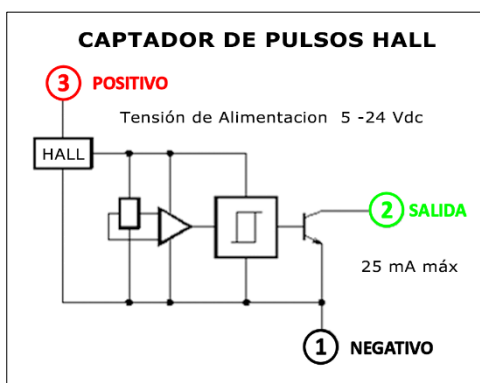 CAPTADOR DE PULSOS HALL
3 POSITIVO
Tensión de Alimentacion 5 -24 Vdc
HALL
2 SALIDA
25 mA máx
1 NEGATIVO